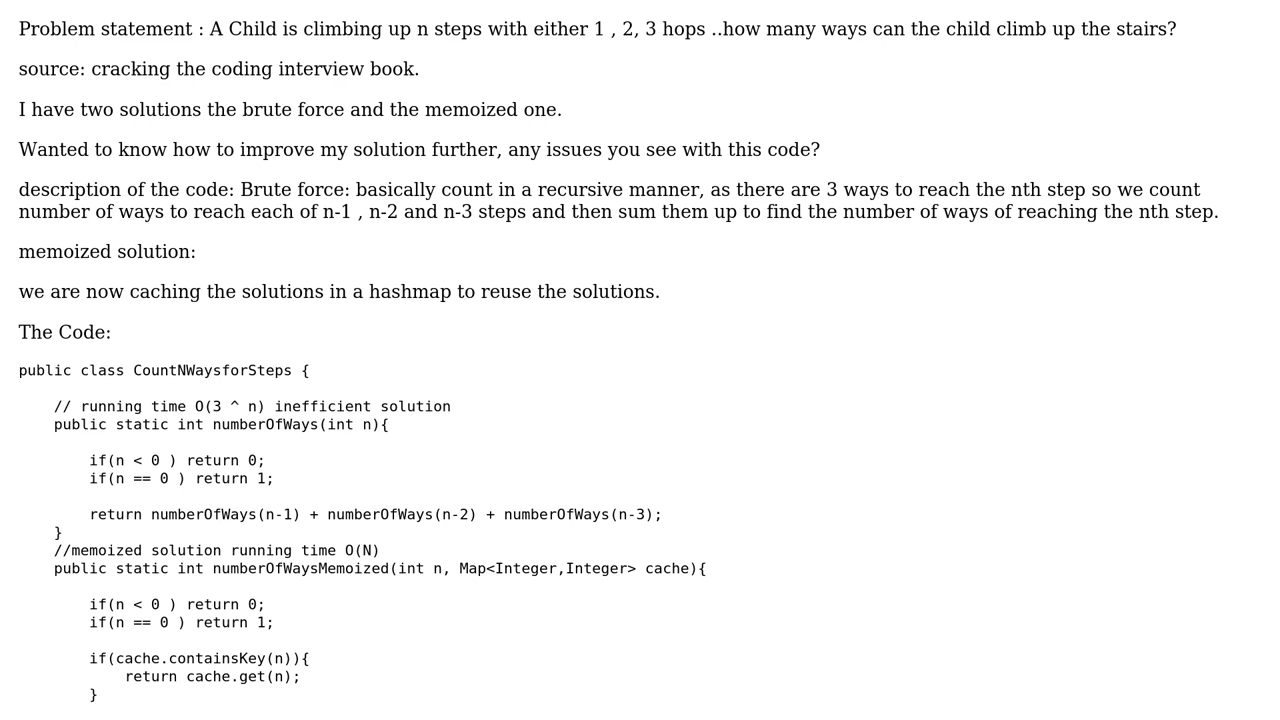 Problem statement : A Child is climbing up n steps with either 1 , 2, 3 hops ..how many ways can the child climb up the stairs?
source: cracking the coding interview book.
I have two solutions the brute force and the memoized one.
Wanted to know how to improve my solution further, any issues you see with this code?
description of the code: Brute force: basically count in a recursive manner, as there are 3 ways to reach the nth step so we count
number of ways to reach each of n-1 , n-2 and n-3 steps and then sum them up to find the number of ways of reaching the nth step.
memoized solution:
we are now caching the solutions in a hashmap to reuse the solutions.
The Code:
public class CountNWaysforSteps {
    // running time O(3 ^ n) inefficient solution
    public static int numberOfWays(int n){
        if(n < 0 ) return 0;
        if(n == 0 ) return 1;
        return numberOfWays(n-1) + numberOfWays(n-2) + numberOfWays(n-3);
    }
    //memoized solution running time O(N)
    public static int numberOfWaysMemoized(int n, Map<Integer,Integer> cache){
        if(n < 0 ) return 0;
        if(n == 0 ) return 1;
        if(cache.containsKey(n)){
            return cache.get(n);
        }